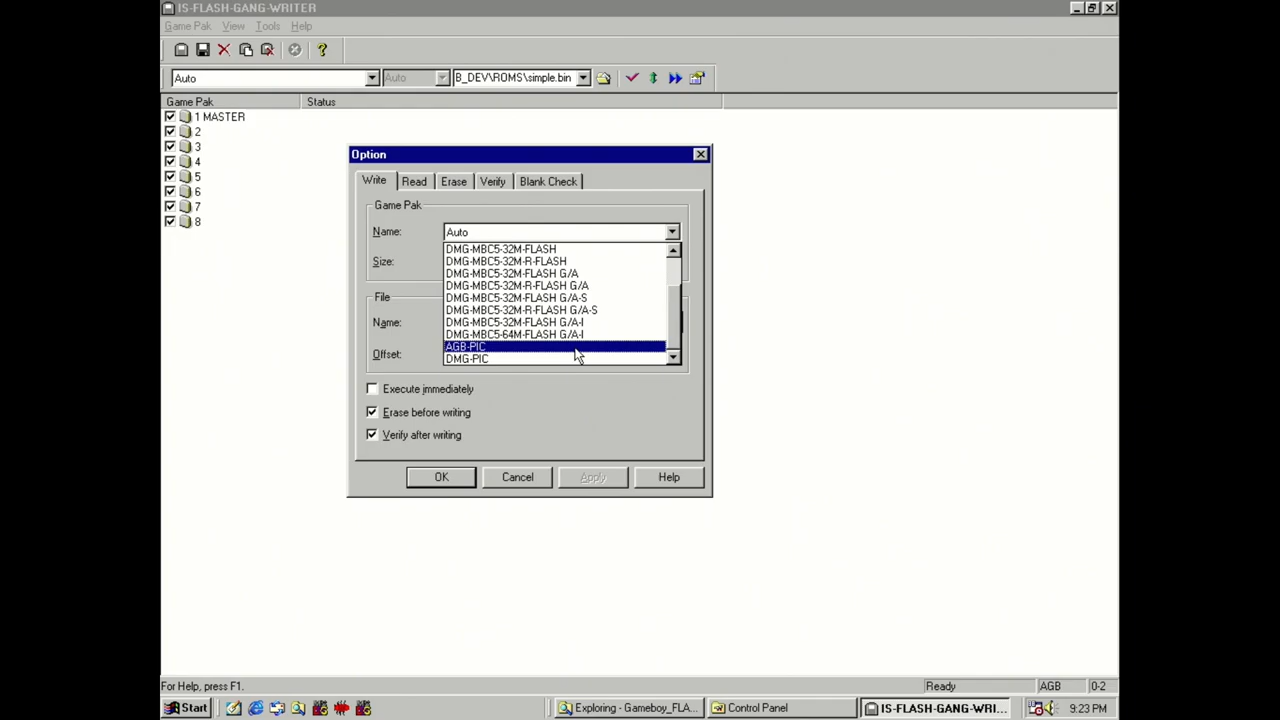 IS-FLASH-GANG-WRITER
Game Pak View Tools Help
Auto Auto B_DEV\ROMS\simple.bin
Game Pak Status
1 MASTER
2
3
4
5
6
7
8
Option
Write Read Erase Verify Blank Check
Game Pak
Name: Auto
Size:
DMG-MBC5-32M-FLASH
DMG-MBC5-32M-R-FLASH
DMG-MBC5-32M-FLASH G/A
DMG-MBC5-32M-R-FLASH G/A
DMG-MBC5-32M-FLASH G/A-S
DMG-MBC5-32M-R-FLASH G/A-S
DMG-MBC5-32M-FLASH G/A-I
DMG-MBC5-64M-FLASH G/A-I
AGB-PIC
DMG-PIC
File
Name:
Offset:
Execute immediately
Erase before writing
Verify after writing
OK Cancel Apply Help
For Help, press F1. Ready AGB 0-2
Start Exploring - Gameboy_FLA... Control Panel IS-FLASH-GANG-WRI... 9:23 PM